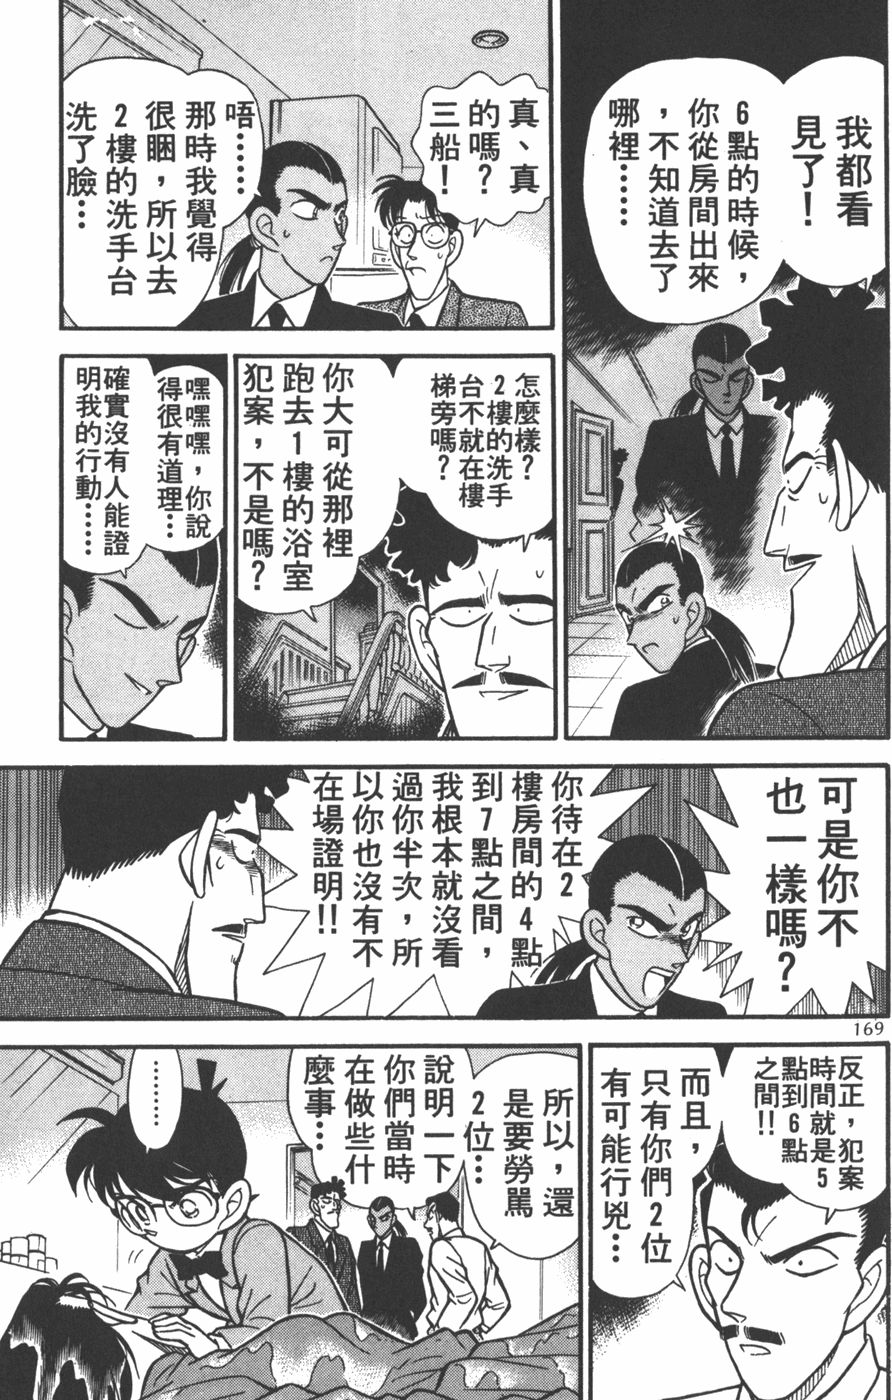 我都看
見了！
6點的時候，
你從房間出來
，不知道去了
哪裡……
真、真
的嗎？
三船！
唔……
那時我覺得
很睏，所以去
2樓的洗手台
洗了臉…
怎麼樣？
2樓的洗手
台不就在樓
梯旁嗎？
你大可從那裡
跑去1樓的浴室
犯案，不是嗎？
嘿嘿嘿，你說
得很有道理…
確實沒有人能證
明我的行動……
可是你不
也一樣嗎？
你待在2
樓房間的4點
到7點之間，
我根本就沒看
過你半次，所
以你也沒有不
在場證明!!
169
反正，犯案
時間就是5
點到6點
之間!!
而且，
只有你們2位
有可能行兇…
所以，還
是要勞駡
2位…
說明一下
你們當時
在做些什
麼事…
……